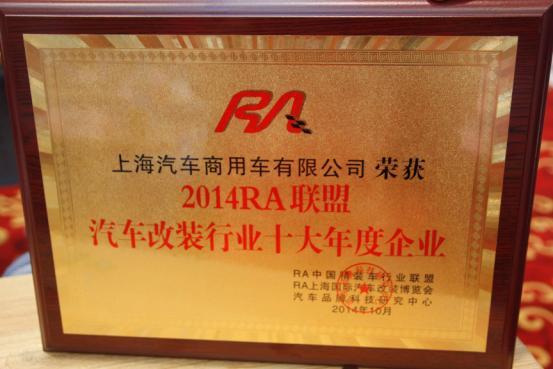 RA
上海汽车商用车有限公司 荣获
2014RA联盟
汽车改装行业十大年度企业
RA中国精装车行业联盟
RA上海国际汽车改装博览会
汽车品牌科技研究中心
2014年10月